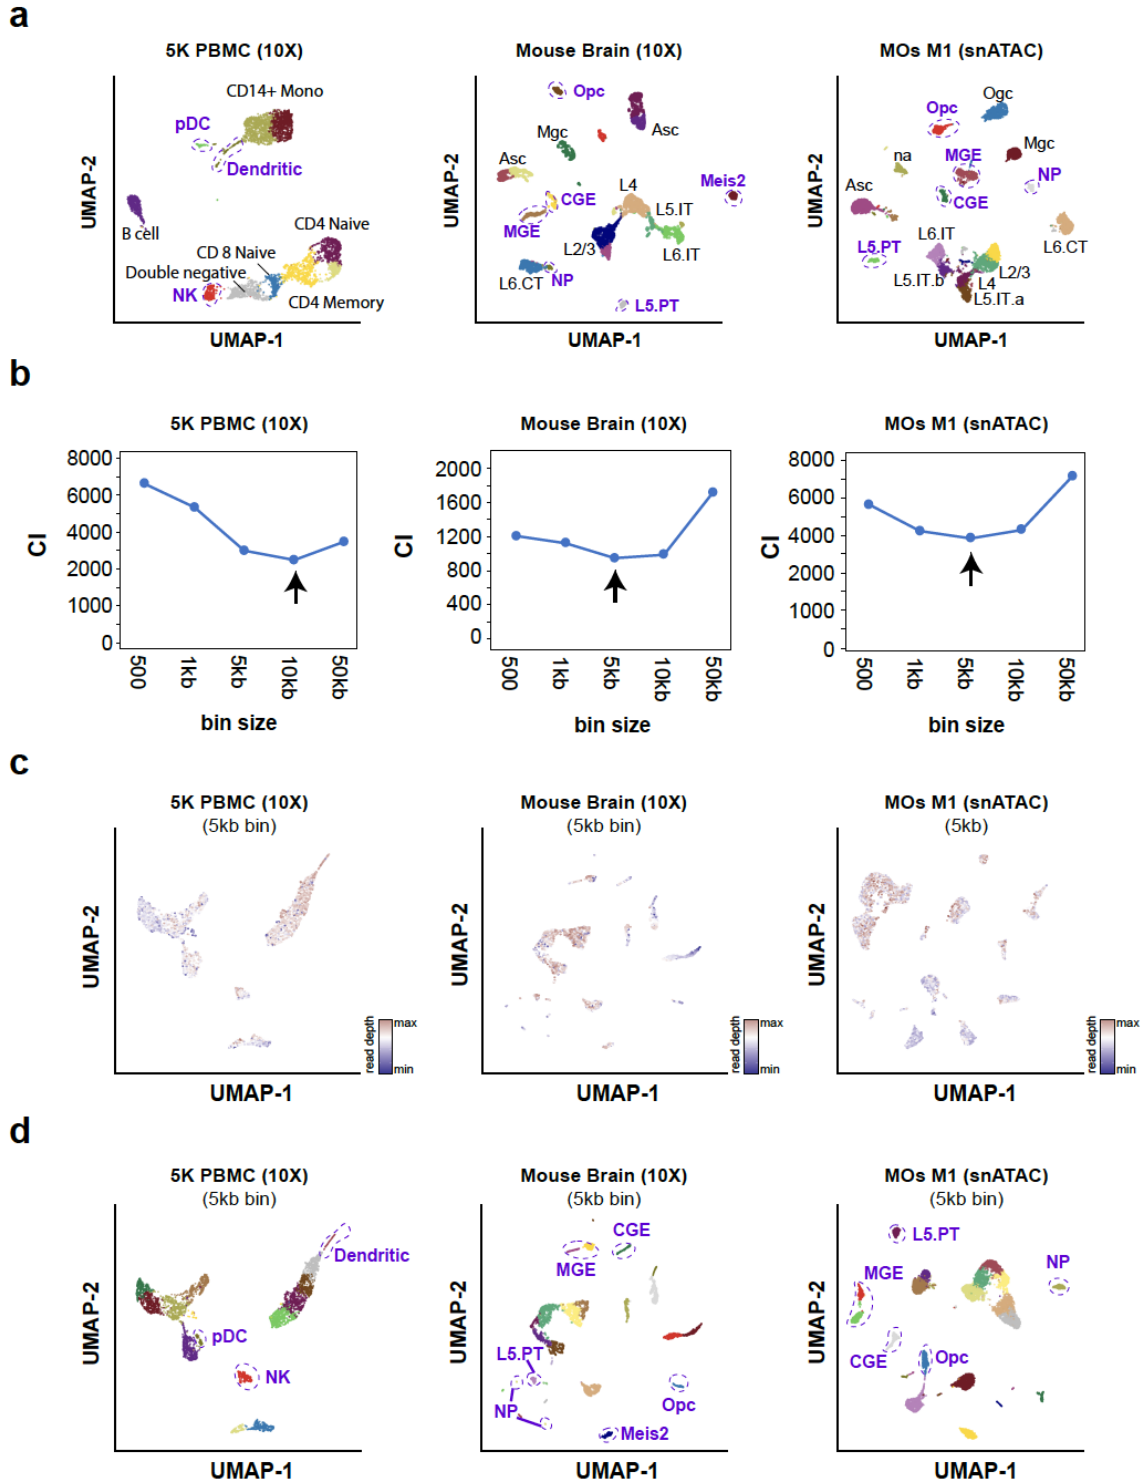 a
5K PBMC (10X)
Mouse Brain (10X)
MOs M1 (snATAC)
UMAP-2
CD14+ Mono
pDC
Dendritic
B cell
CD4 Naive
CD 8 Naive
Double negative
NK
CD4 Memory
UMAP-1
UMAP-2
Opc
Mgc
Asc
Asc
L4
Meis2
CGE
L5.IT
MGE
L2/3
L6.IT
L6.CT
NP
L5.PT
UMAP-1
UMAP-2
Ogc
Opc
Mgc
na
MGE
NP
Asc
CGE
L6.IT
L6.CT
L5.PT
L2/3
L5.IT.b
L4
L5.IT.a
UMAP-1
b
5K PBMC (10X)
Mouse Brain (10X)
MOs M1 (snATAC)
CI
8000
6000
4000
2000
1000
0
500
1kb
5kb
10kb
50kb
bin size
CI
2000
1600
1200
800
400
0
500
1kb
5kb
10kb
50kb
bin size
CI
8000
6000
4000
2000
1000
0
500
1kb
5kb
10kb
50kb
bin size
c
5K PBMC (10X)
(5kb bin)
Mouse Brain (10X)
(5kb bin)
MOs M1 (snATAC)
(5kb)
UMAP-2
read depth
max
min
UMAP-1
UMAP-2
read depth
max
min
UMAP-1
UMAP-2
read depth
max
min
UMAP-1
d
5K PBMC (10X)
(5kb bin)
Mouse Brain (10X)
(5kb bin)
MOs M1 (snATAC)
(5kb bin)
UMAP-2
Dendritic
pDC
NK
UMAP-1
UMAP-2
CGE
MGE
L5.PT
NP
Opc
Meis2
UMAP-1
UMAP-2
L5.PT
MGE
NP
CGE
Opc
UMAP-1